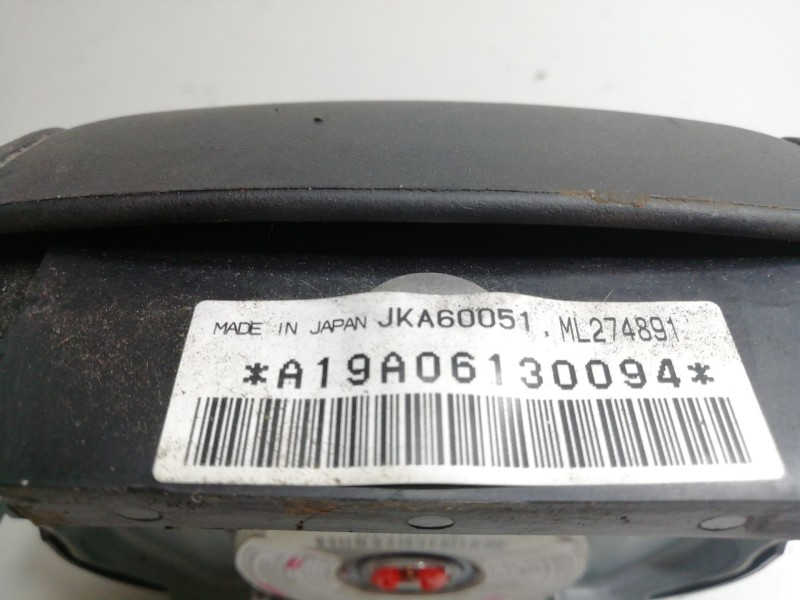 MADE IN JAPAN JKA60051 . ML274891
*A19A06130094*